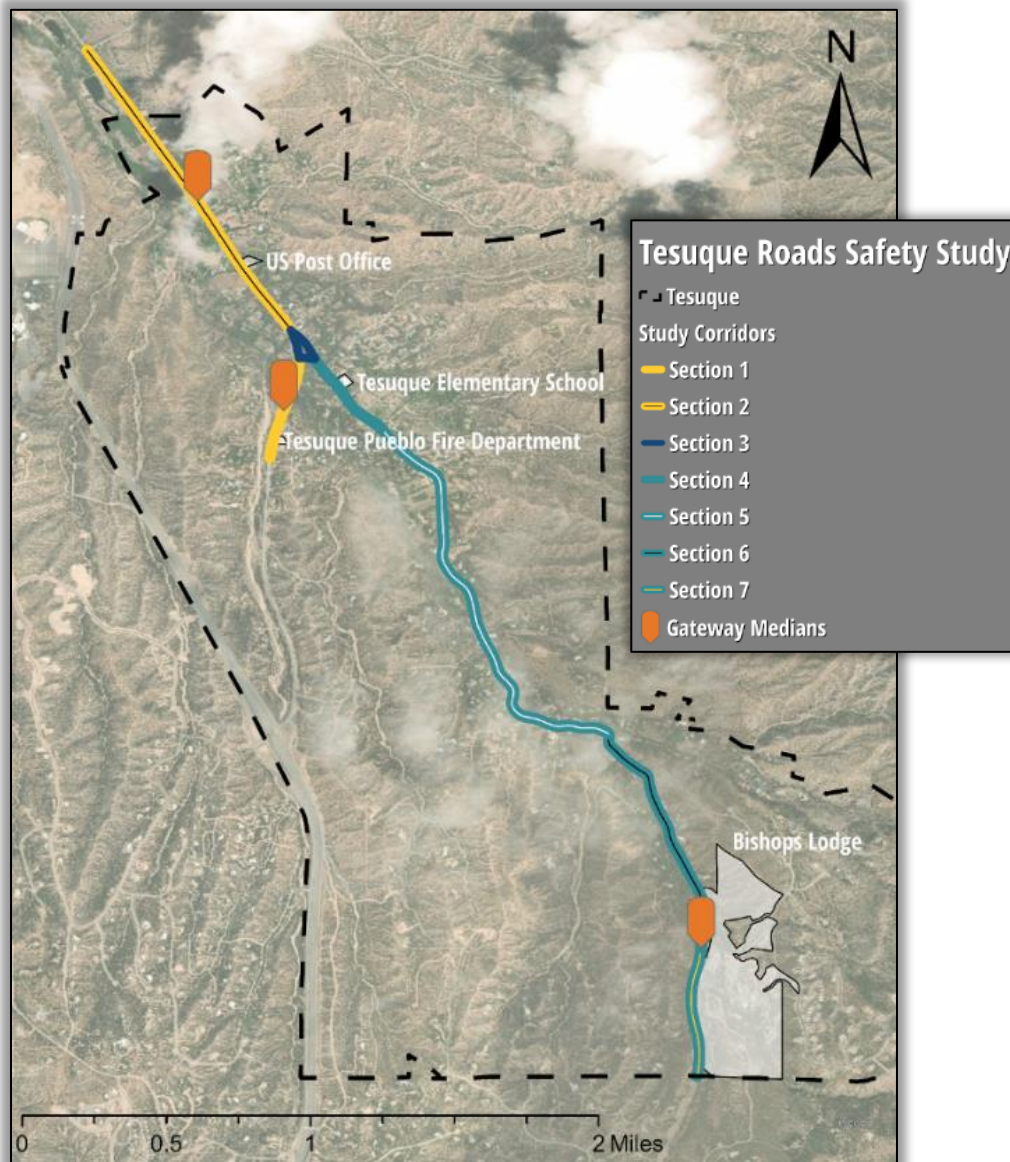 N
US Post Office
Tesuque Elementary School
Tesuque Pueblo Fire Department
Bishops Lodge
Tesuque Roads Safety Study
Tesuque
Study Corridors
Section 1
Section 2
Section 3
Section 4
Section 5
Section 6
Section 7
Gateway Medians
0 0.5 1 2 Miles